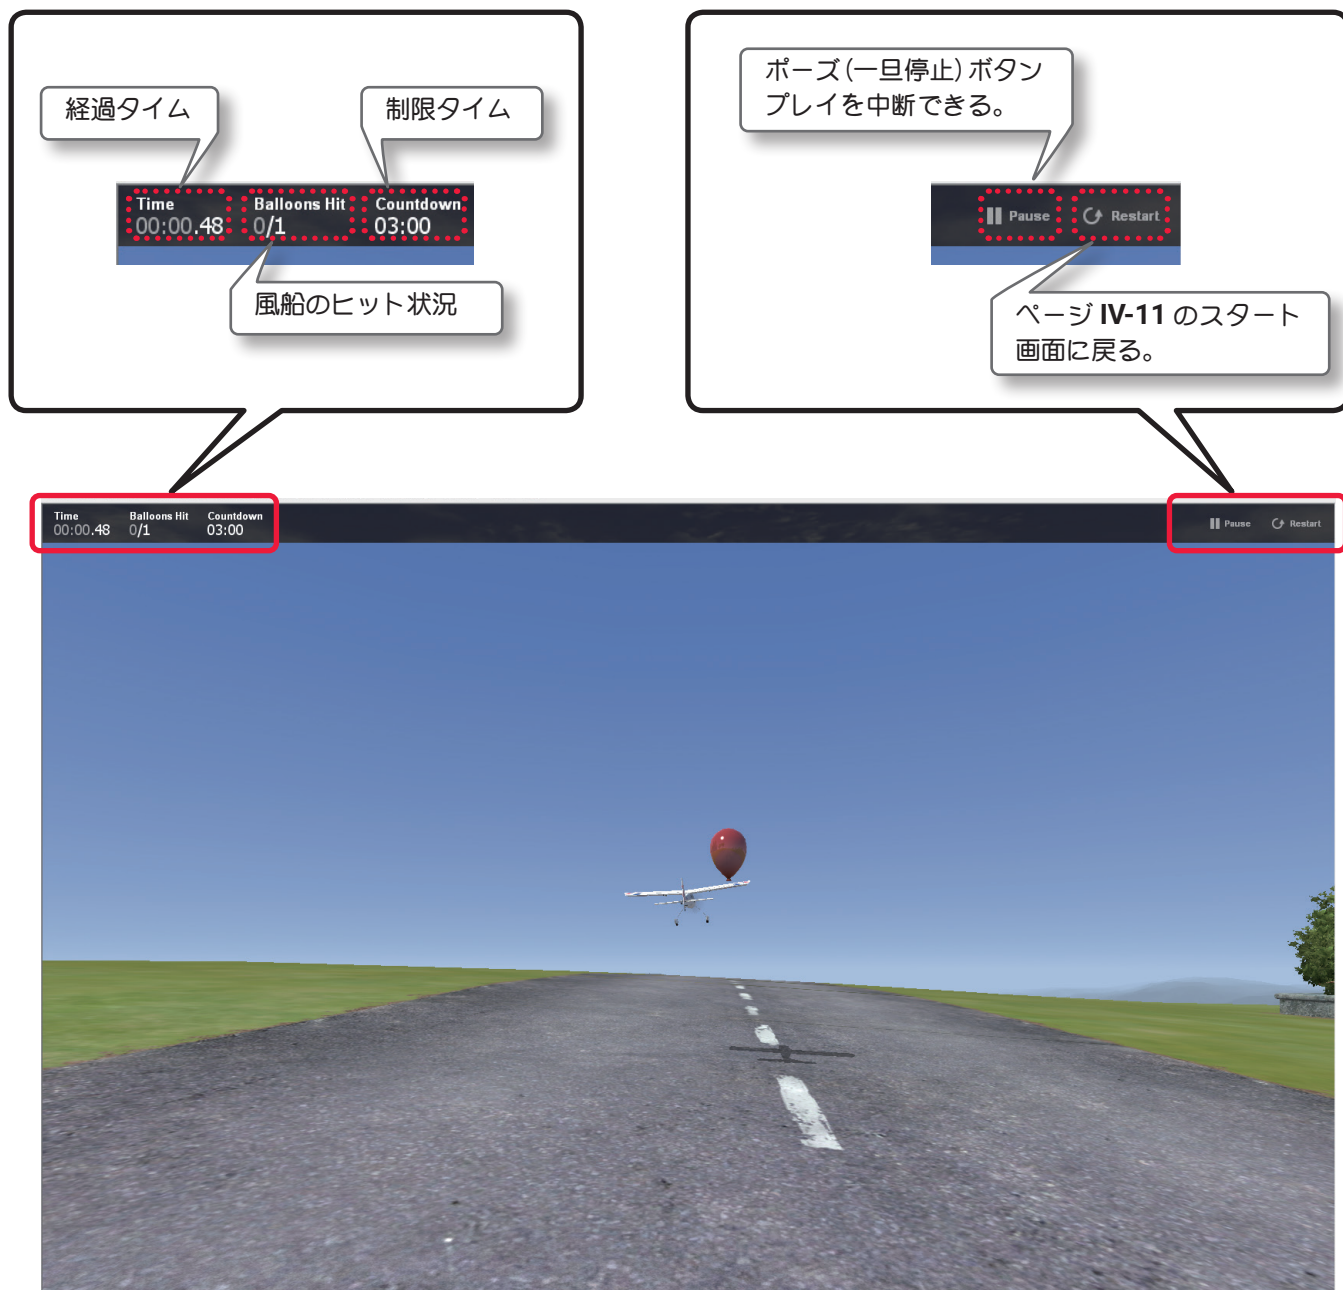 経過タイム
制限タイム
Time
Balloons Hit
Countdown
00:00.48
0/1
03:00
風船のヒット状況
ポーズ(一旦停止)ボタン
プレイを中断できる。
Pause
Restart
ページ IV-11 のスタート
画面に戻る。
Time
Balloons Hit
Countdown
00:00.48
0/1
03:00
Pause
Restart